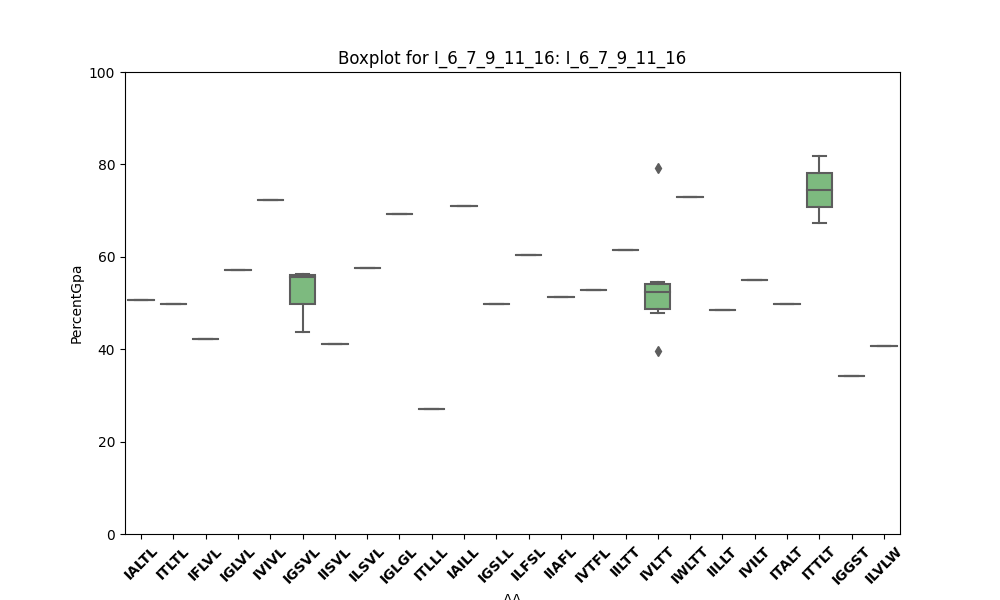 Boxplot for I_6_7_9_11_16: I_6_7_9_11_16
100
80
60
40
20
0
PercentGpa
IALTL
ITLTL
IFLVL
IGLVL
IVIVL
IGSVL
IISVL
ILSVL
IGLGL
ITLLL
IAILL
IGSLL
ILFSL
IIAFL
IVTFL
IILTT
IVLTT
IWLTT
IILLT
IVILT
ITALT
ITTLT
IGGST
ILVLW
AA